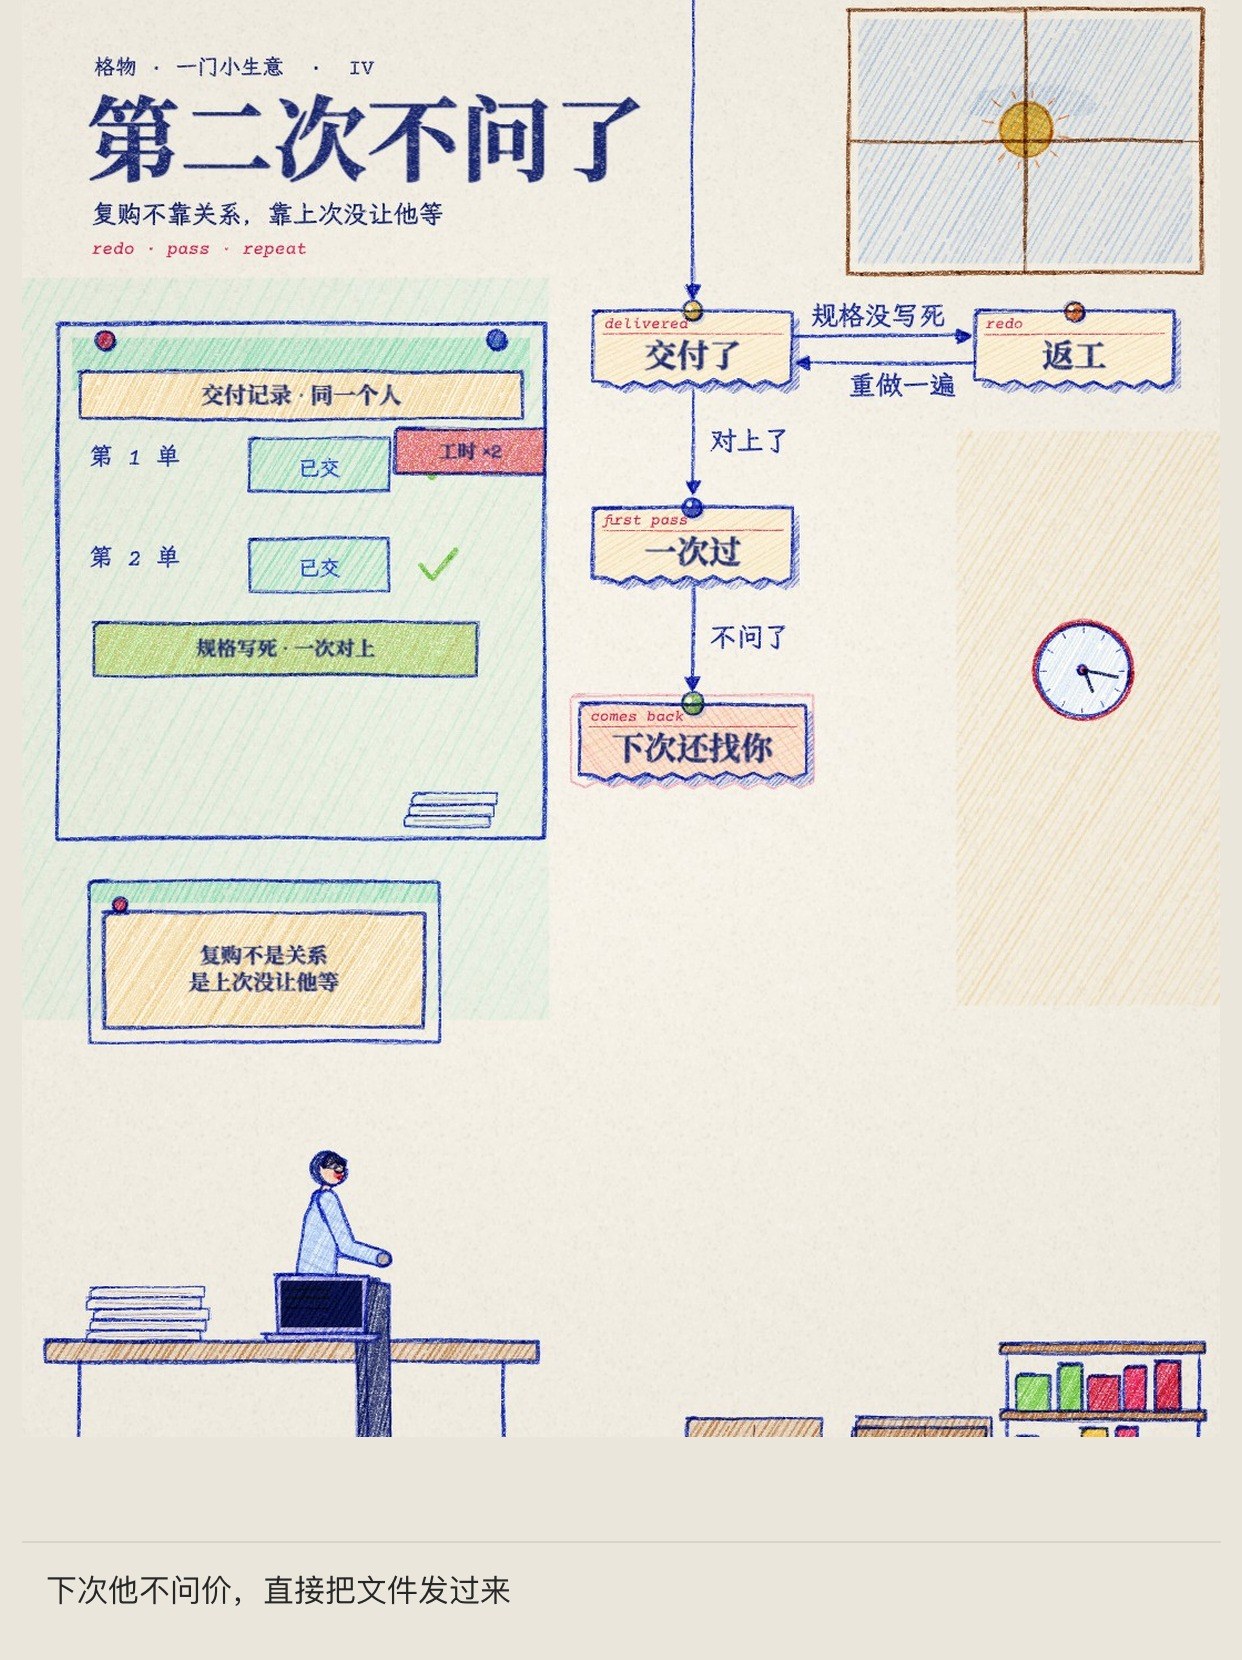 格物 · 一门小生意 · IV
第二次不问了
复购不靠关系，靠上次没让他等
redo · pass · repeat
交付记录 · 同一个人
第 1 单
已交
工时 ×2
第 2 单
已交
规格写死 · 一次对上
复购不是关系
是上次没让他等
delivered
交付了
规格没写死
重做一遍
redo
返工
对上了
first pass
一次过
不问了
comes back
下次还找你
下次他不问价，直接把文件发过来